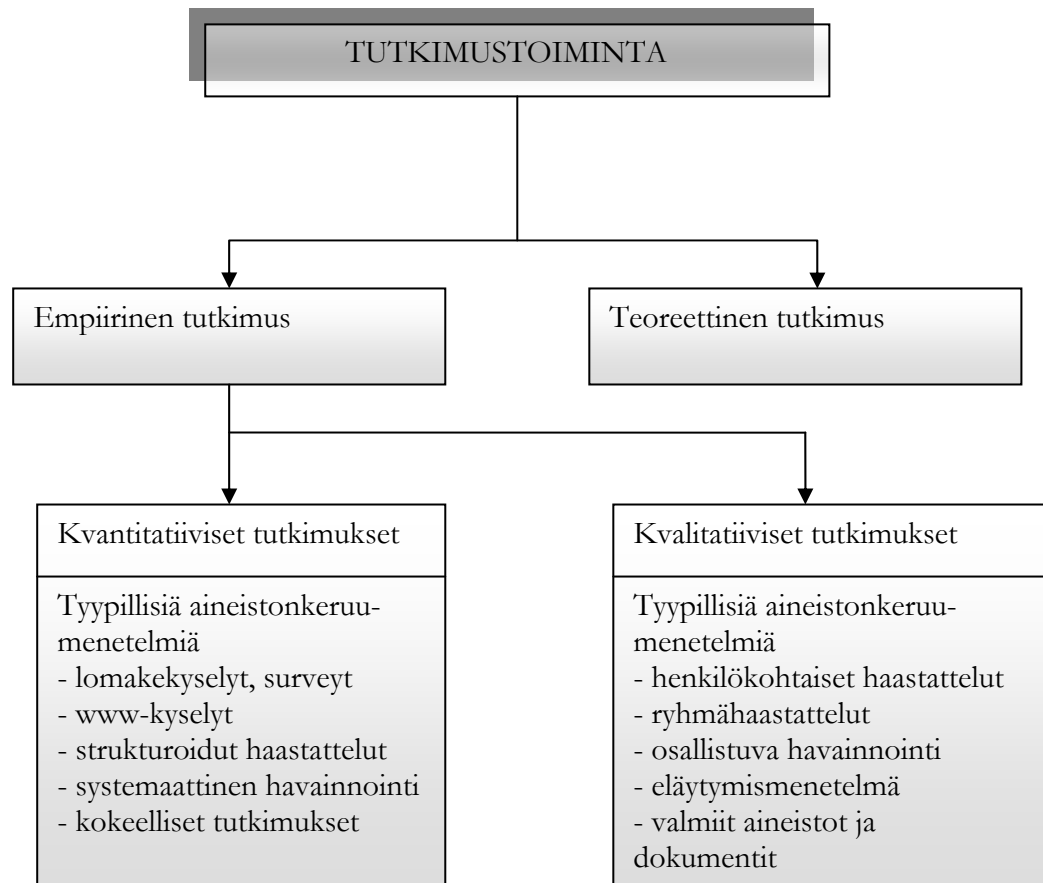 TUTKIMUSTOIMINTA
Empiirinen tutkimus
Teoreettinen tutkimus
Kvantitatiiviset tutkimukset
Tyypillisiä aineistonkeruu-
menetelmiä
- lomakekyselyt, surveyt
- www-kyselyt
- strukturoidut haastattelut
- systemaattinen havainnointi
- kokeelliset tutkimukset
Kvalitatiiviset tutkimukset
Tyypillisiä aineistonkeruu-
menetelmiä
- henkilökohtaiset haastattelut
- ryhmähaastattelut
- osallistuva havainnointi
- eläytymismenetelmä
- valmiit aineistot ja
dokumentit